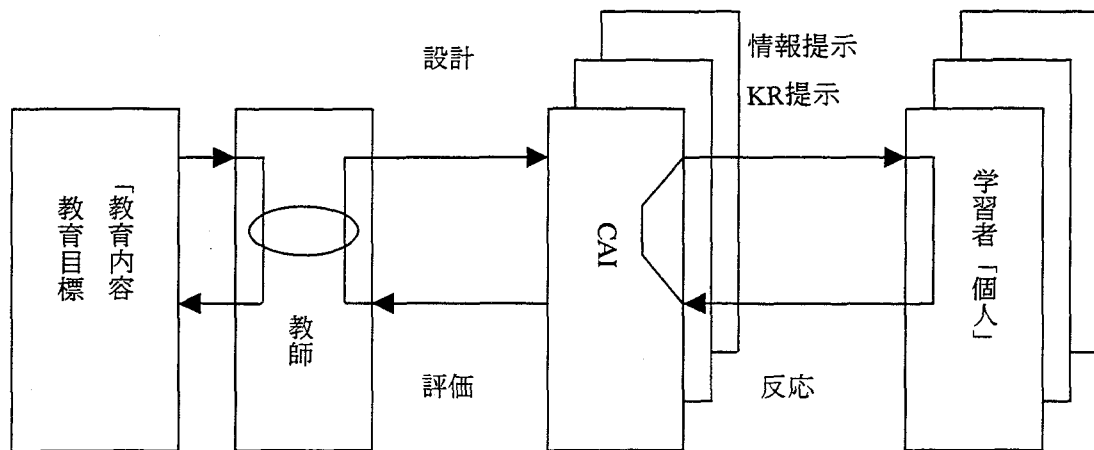 設計
情報提示
KR提示
「教育内容
教育目標
教師
CAI
学習者「個人」
評価
反応